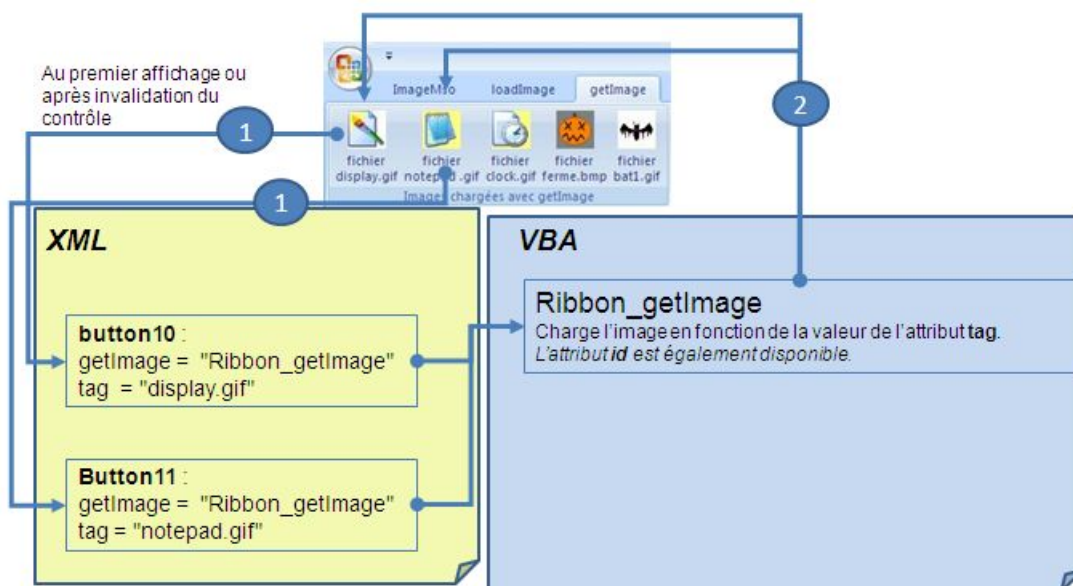 Au premier affichage ou
après invalidation du
contrôle
1
2
ImageMso
loadImage
getImage
fichier
display.gif
fichier
notepad .gif
fichier
clock.gif
fichier
ferme.bmp
fichier
bat1.gif
1
Images chargées avec getImage
XML
button10 :
getImage = "Ribbon_getImage"
tag = "display.gif"
Button11 :
getImage = "Ribbon_getImage"
tag = "notepad.gif"
VBA
Ribbon_getImage
Charge l'image en fonction de la valeur de l'attribut tag.
L'attribut id est également disponible.